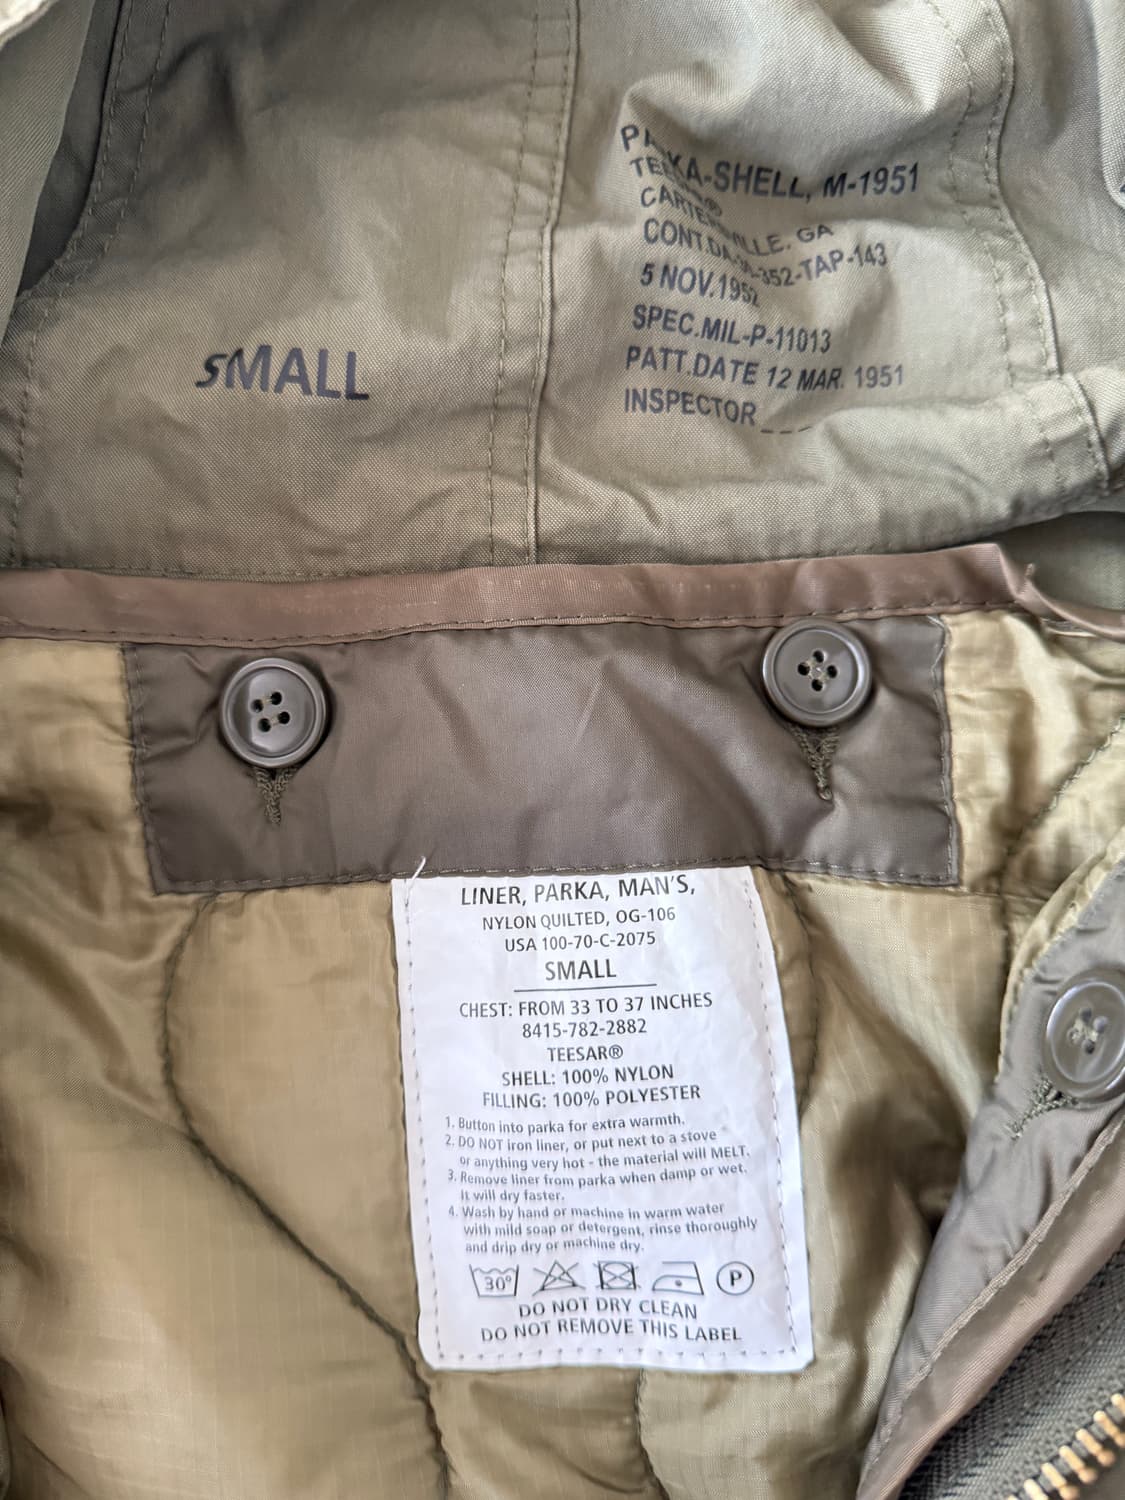 SMALL
PARKA-SHELL, M-1951
TEESAR®
CARTERSVILLE, GA
CONT.DA- -352-TAP-143
5 NOV.1952
SPEC.MIL-P-11013
PATT.DATE 12 MAR. 1951
INSPECTOR_ _ _
LINER, PARKA, MAN'S,
NYLON QUILTED, OG-106
USA 100-70-C-2075
SMALL
CHEST: FROM 33 TO 37 INCHES
8415-782-2882
TEESAR®
SHELL: 100% NYLON
FILLING: 100% POLYESTER
1. Button into parka for extra warmth.
2. DO NOT iron liner, or put next to a stove
or anything very hot - the material will MELT.
3. Remove liner from parka when damp or wet.
It will dry faster.
4. Wash by hand or machine in warm water
with mild soap or detergent, rinse thoroughly
and drip dry or machine dry.
30° P
DO NOT DRY CLEAN
DO NOT REMOVE THIS LABEL